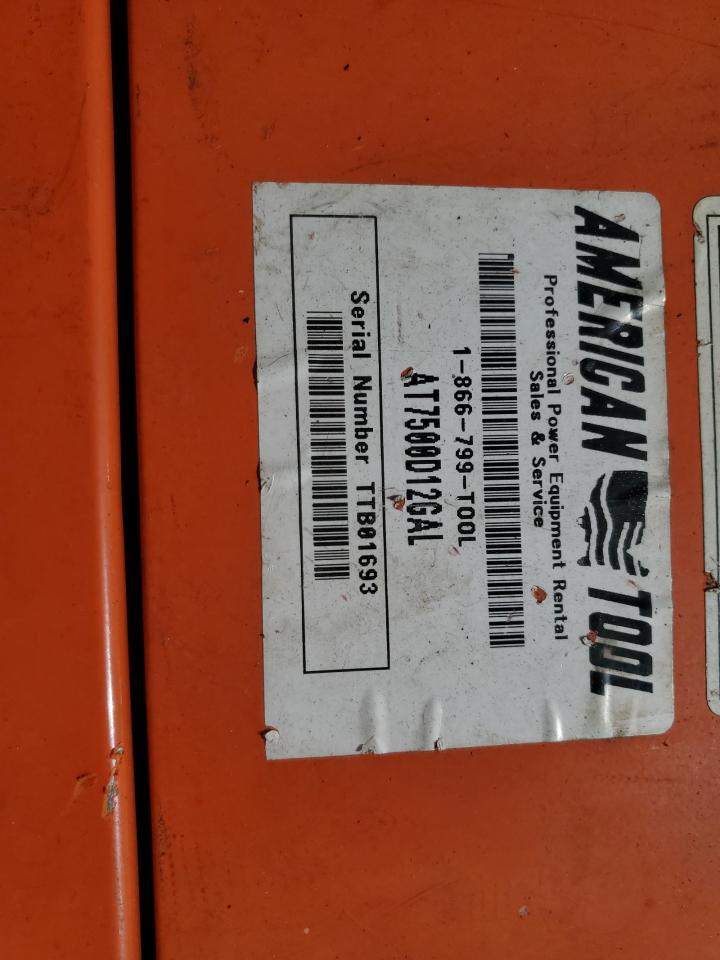 AMERICAN TOOL
Professional Power Equipment Rental
Sales & Service
1-866-799-TOOL
AT7500D12GAL
Serial Number TTB01693